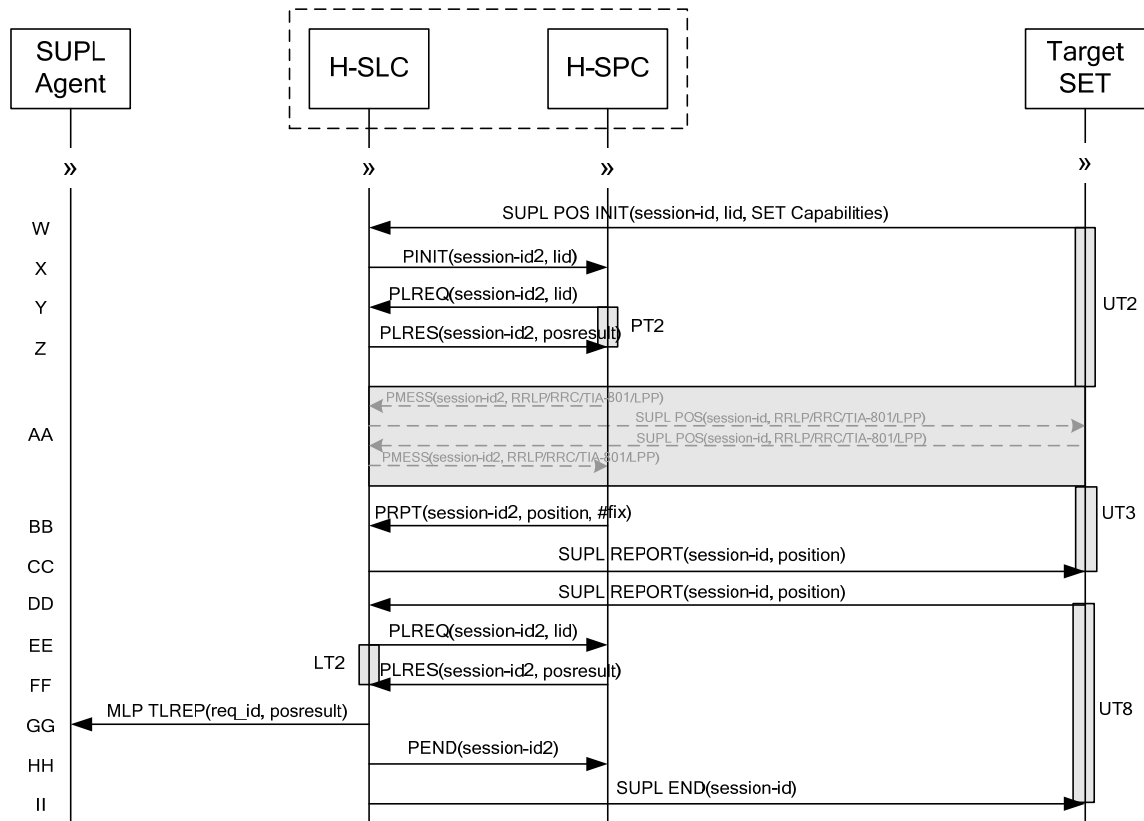 SUPL
Agent
H-SLC
H-SPC
Target
SET
»
»
»
»
W
SUPL POS INIT(session-id, lid, SET Capabilities)
X
PINIT(session-id2, lid)
Y
PLREQ(session-id2, lid)
UT2
PT2
Z
PLRES(session-id2, posresult)
AA
PMESS(session-id2, RRLP/RRC/TIA-801/LPP)
SUPL POS(session-id, RRLP/RRC/TIA-801/LPP)
SUPL POS(session-id, RRLP/RRC/TIA-801/LPP)
PMESS(session-id2, RRLP/RRC/TIA-801/LPP)
BB
PRPT(session-id2, position, #fix)
UT3
CC
SUPL REPORT(session-id, position)
DD
SUPL REPORT(session-id, position)
EE
PLREQ(session-id2, lid)
LT2
FF
PLRES(session-id2, posresult)
GG
MLP TLREP(req_id, posresult)
UT8
HH
PEND(session-id2)
II
SUPL END(session-id)